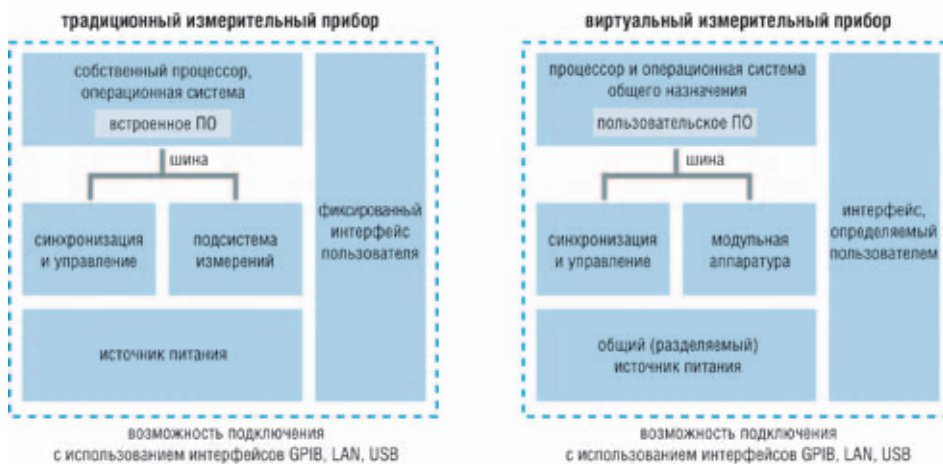 традиционный измерительный прибор
собственный процессор,
операционная система
встроенное ПО
шина
синхронизация
и управление
подсистема
измерений
фиксированный
интерфейс
пользователя
источник питания
возможность подключения
с использованием интерфейсов GPIB, LAN, USB
виртуальный измерительный прибор
процессор и операционная система
общего назначения
пользовательское ПО
шина
синхронизация
и управление
модульная
аппаратура
интерфейс,
определяемый
пользователем
общий (разделяемый)
источник питания
возможность подключения
с использованием интерфейсов GPIB, LAN, USB